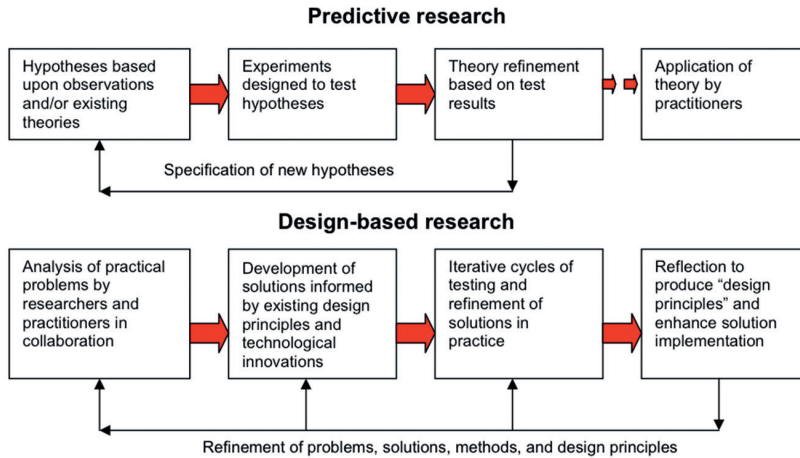 Predictive research
Hypotheses based
upon observations
and/or existing
theories
Experiments
designed to test
hypotheses
Theory refinement
based on test
results
Application of
theory by
practitioners
Specification of new hypotheses
Design-based research
Analysis of practical
problems by
researchers and
practitioners in
collaboration
Development of
solutions informed
by existing design
principles and
technological
innovations
Iterative cycles of
testing and
refinement of
solutions in
practice
Reflection to
produce “design
principles” and
enhance solution
implementation
Refinement of problems, solutions, methods, and design principles